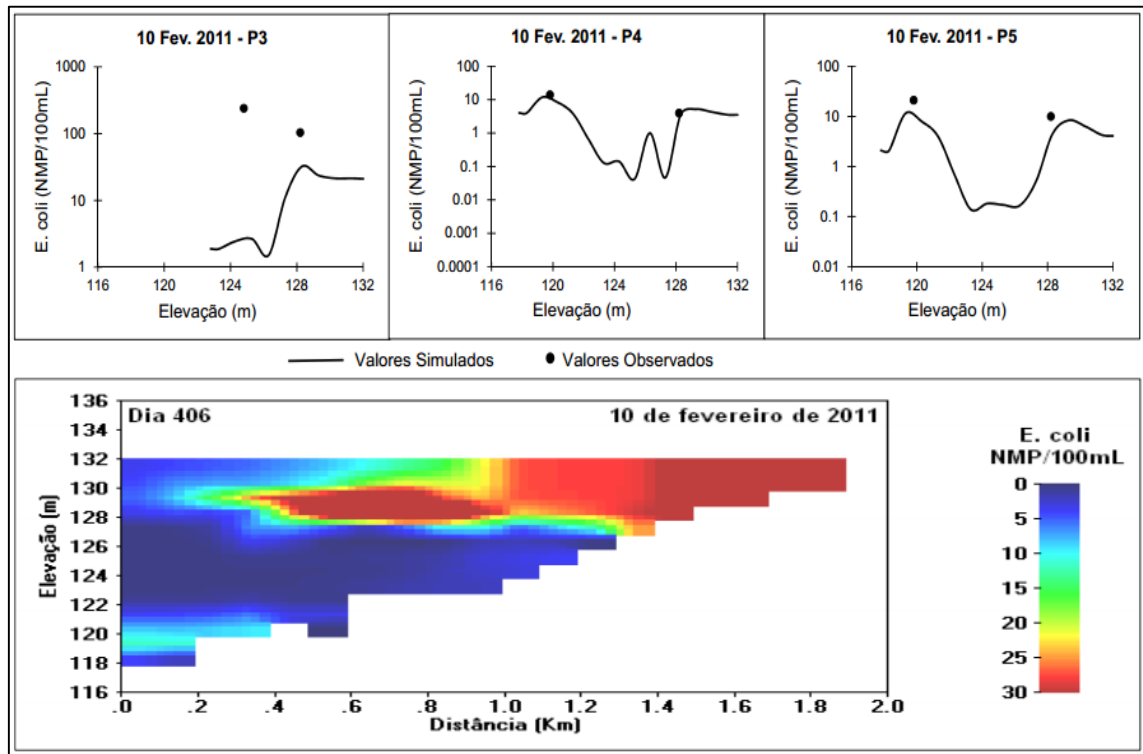 10 Fev. 2011 - P3
E. coli (NMP/100mL)
1000
100
10
1
116 120 124 128 132
Elevação (m)
10 Fev. 2011 - P4
E. coli (NMP/100mL)
100
10
1
0.1
0.01
0.001
0.0001
116 120 124 128 132
Elevação (m)
10 Fev. 2011 - P5
E. coli (NMP/100mL)
100
10
1
0.1
0.01
116 120 124 128 132
Elevação (m)
Valores Simulados
Valores Observados
Dia 406
10 de fevereiro de 2011
Elevação (m)
136
134
132
130
128
126
124
122
120
118
116
.0 .2 .4 .6 .8 1.0 1.2 1.4 1.6 1.8 2.0
Distância (Km)
E. coli
NMP/100mL
0
5
10
15
20
25
30